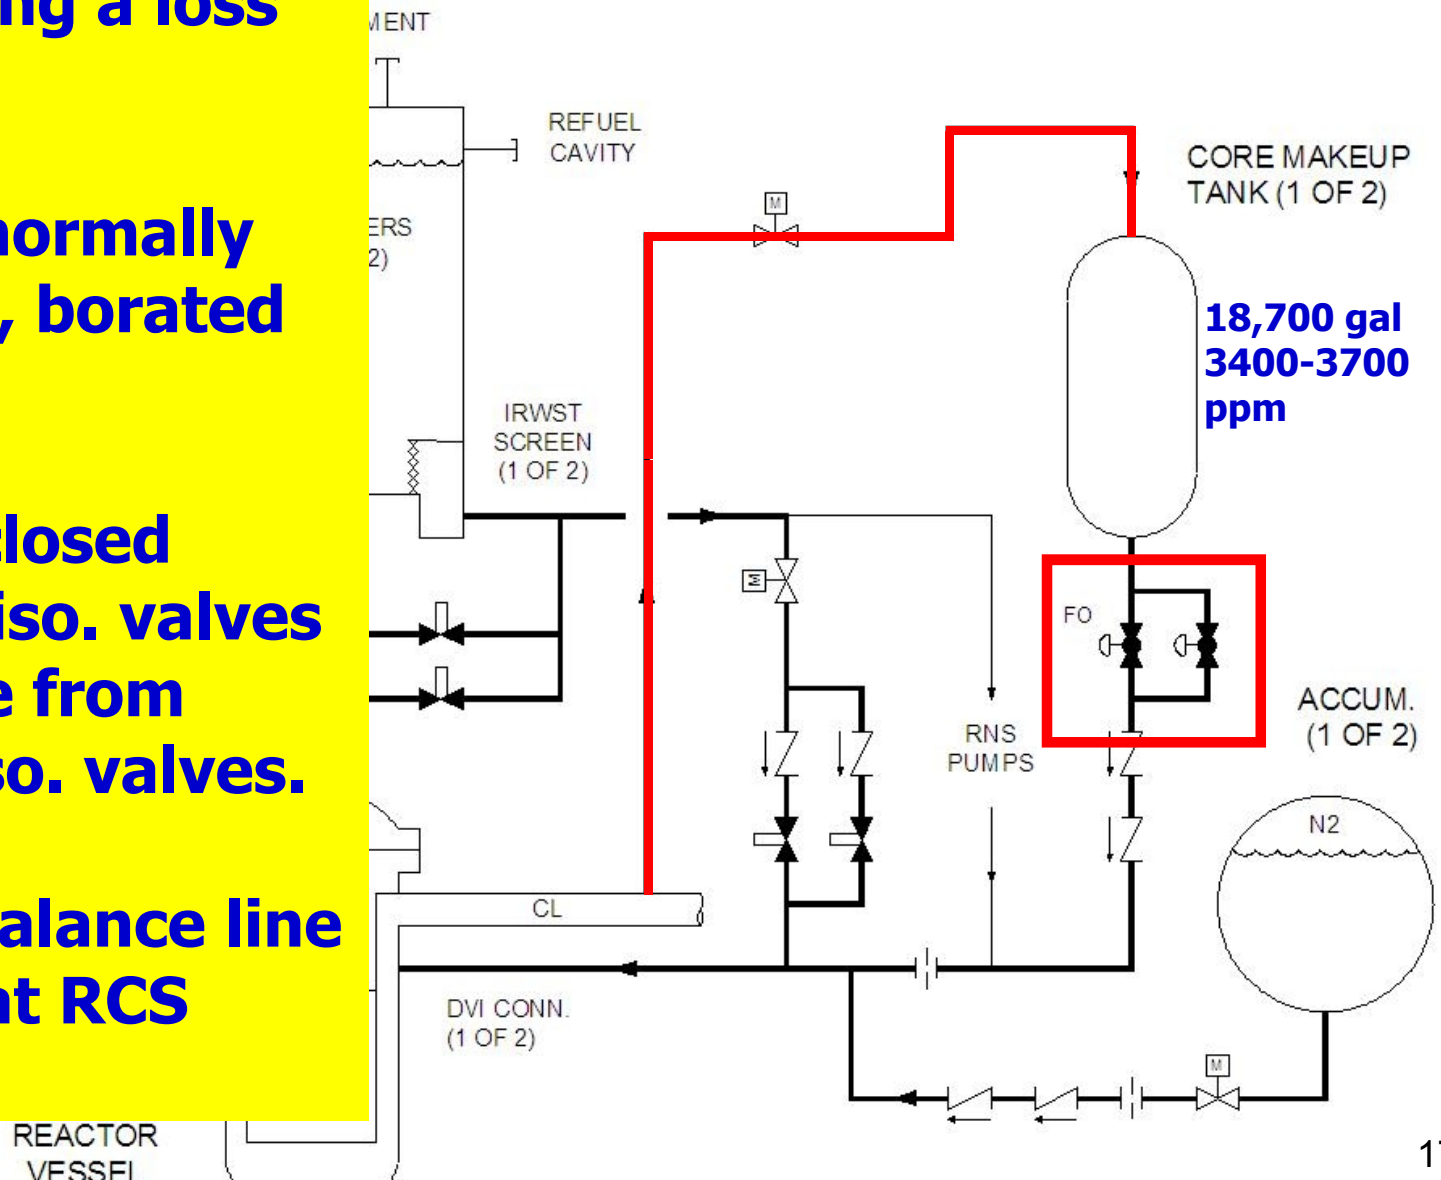 ng a loss
normally
, borated
closed
iso. valves
e from
so. valves.
alance line
at RCS
MENT
REFUEL
CAVITY
ERS
2)
M
CORE MAKEUP
TANK (1 OF 2)
18,700 gal
3400-3700
ppm
IRWST
SCREEN
(1 OF 2)
M
FO
RNS
PUMPS
ACCUM.
(1 OF 2)
N2
CL
DVI CONN.
(1 OF 2)
M
REACTOR
VESSEL
17